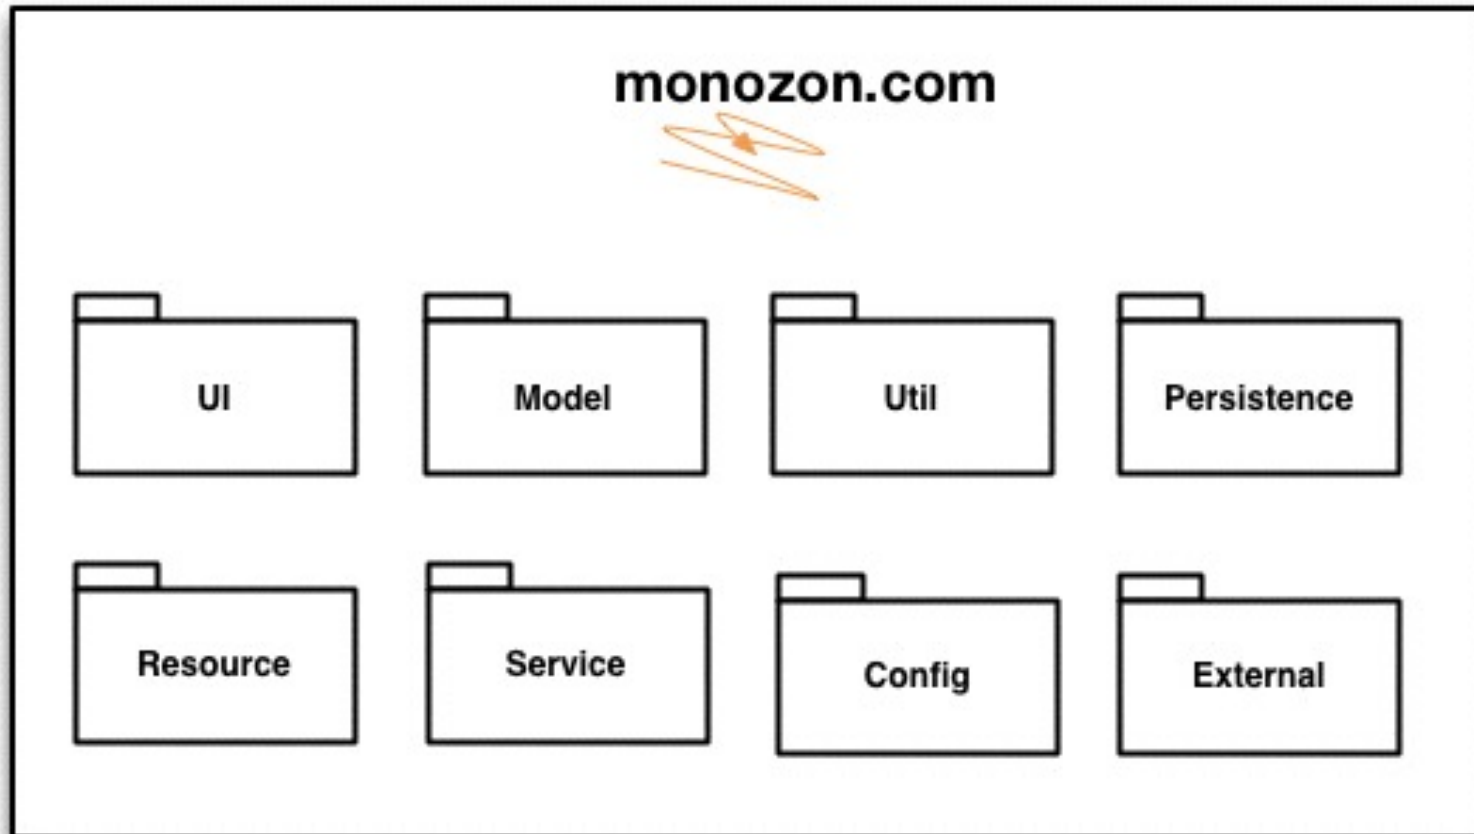 monozon.com
UI
Model
Util
Persistence
Resource
Service
Config
External